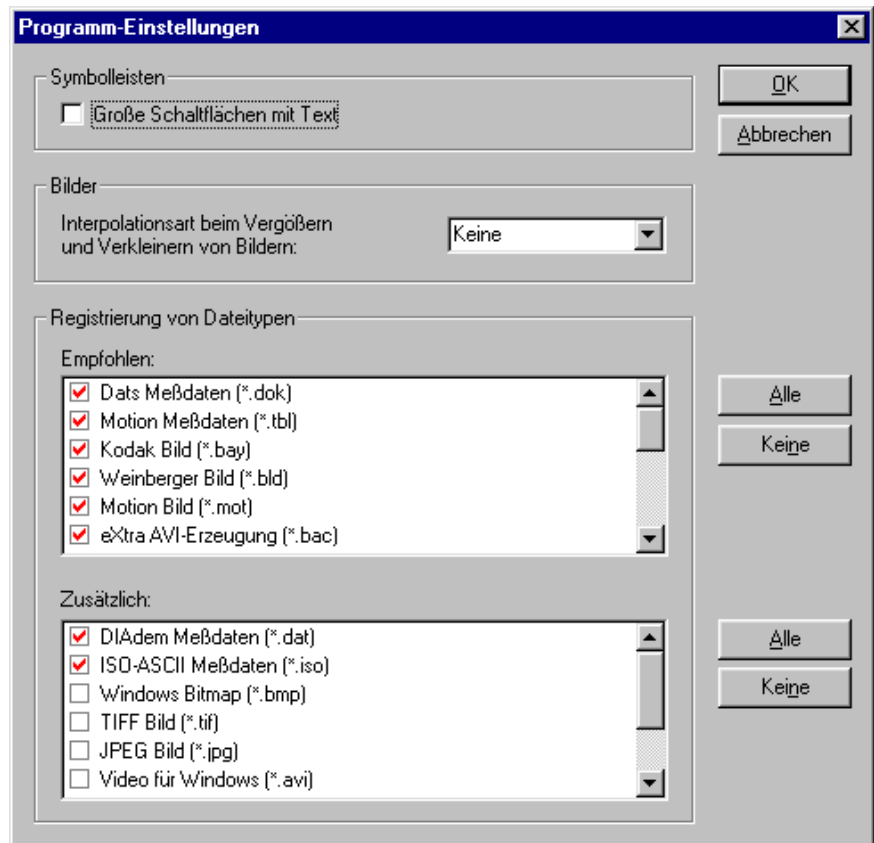 Programm-Einstellungen
Symbolleisten
Große Schaltflächen mit Text
OK
Abbrechen
Bilder
Interpolationsart beim Vergößern
und Verkleinern von Bildern:
Keine
Registrierung von Dateitypen
Empfohlen:
Dats Meßdaten (*.dok)
Motion Meßdaten (*.tbl)
Kodak Bild (*.bay)
Weinberger Bild (*.bld)
Motion Bild (*.mot)
eXtra AVI-Erzeugung (*.bac)
Alle
Keine
Zusätzlich:
DIAdem Meßdaten (*.dat)
ISO-ASCII Meßdaten (*.iso)
Windows Bitmap (*.bmp)
TIFF Bild (*.tif)
JPEG Bild (*.jpg)
Video für Windows (*.avi)
Alle
Keine